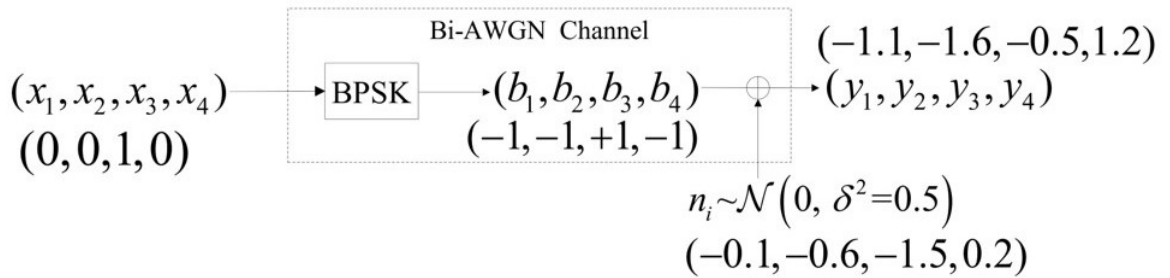 Bi-AWGN Channel
(−1.1,−1.6,−0.5,1.2)
(x₁, x₂, x₃, x₄) BPSK (b₁, b₂, b₃, b₄) (y₁, y₂, y₃, y₄)
(0,0,1,0) (−1,−1,+1,−1)
nᵢ~𝒩(0, δ²=0.5)
(−0.1,−0.6,−1.5,0.2)